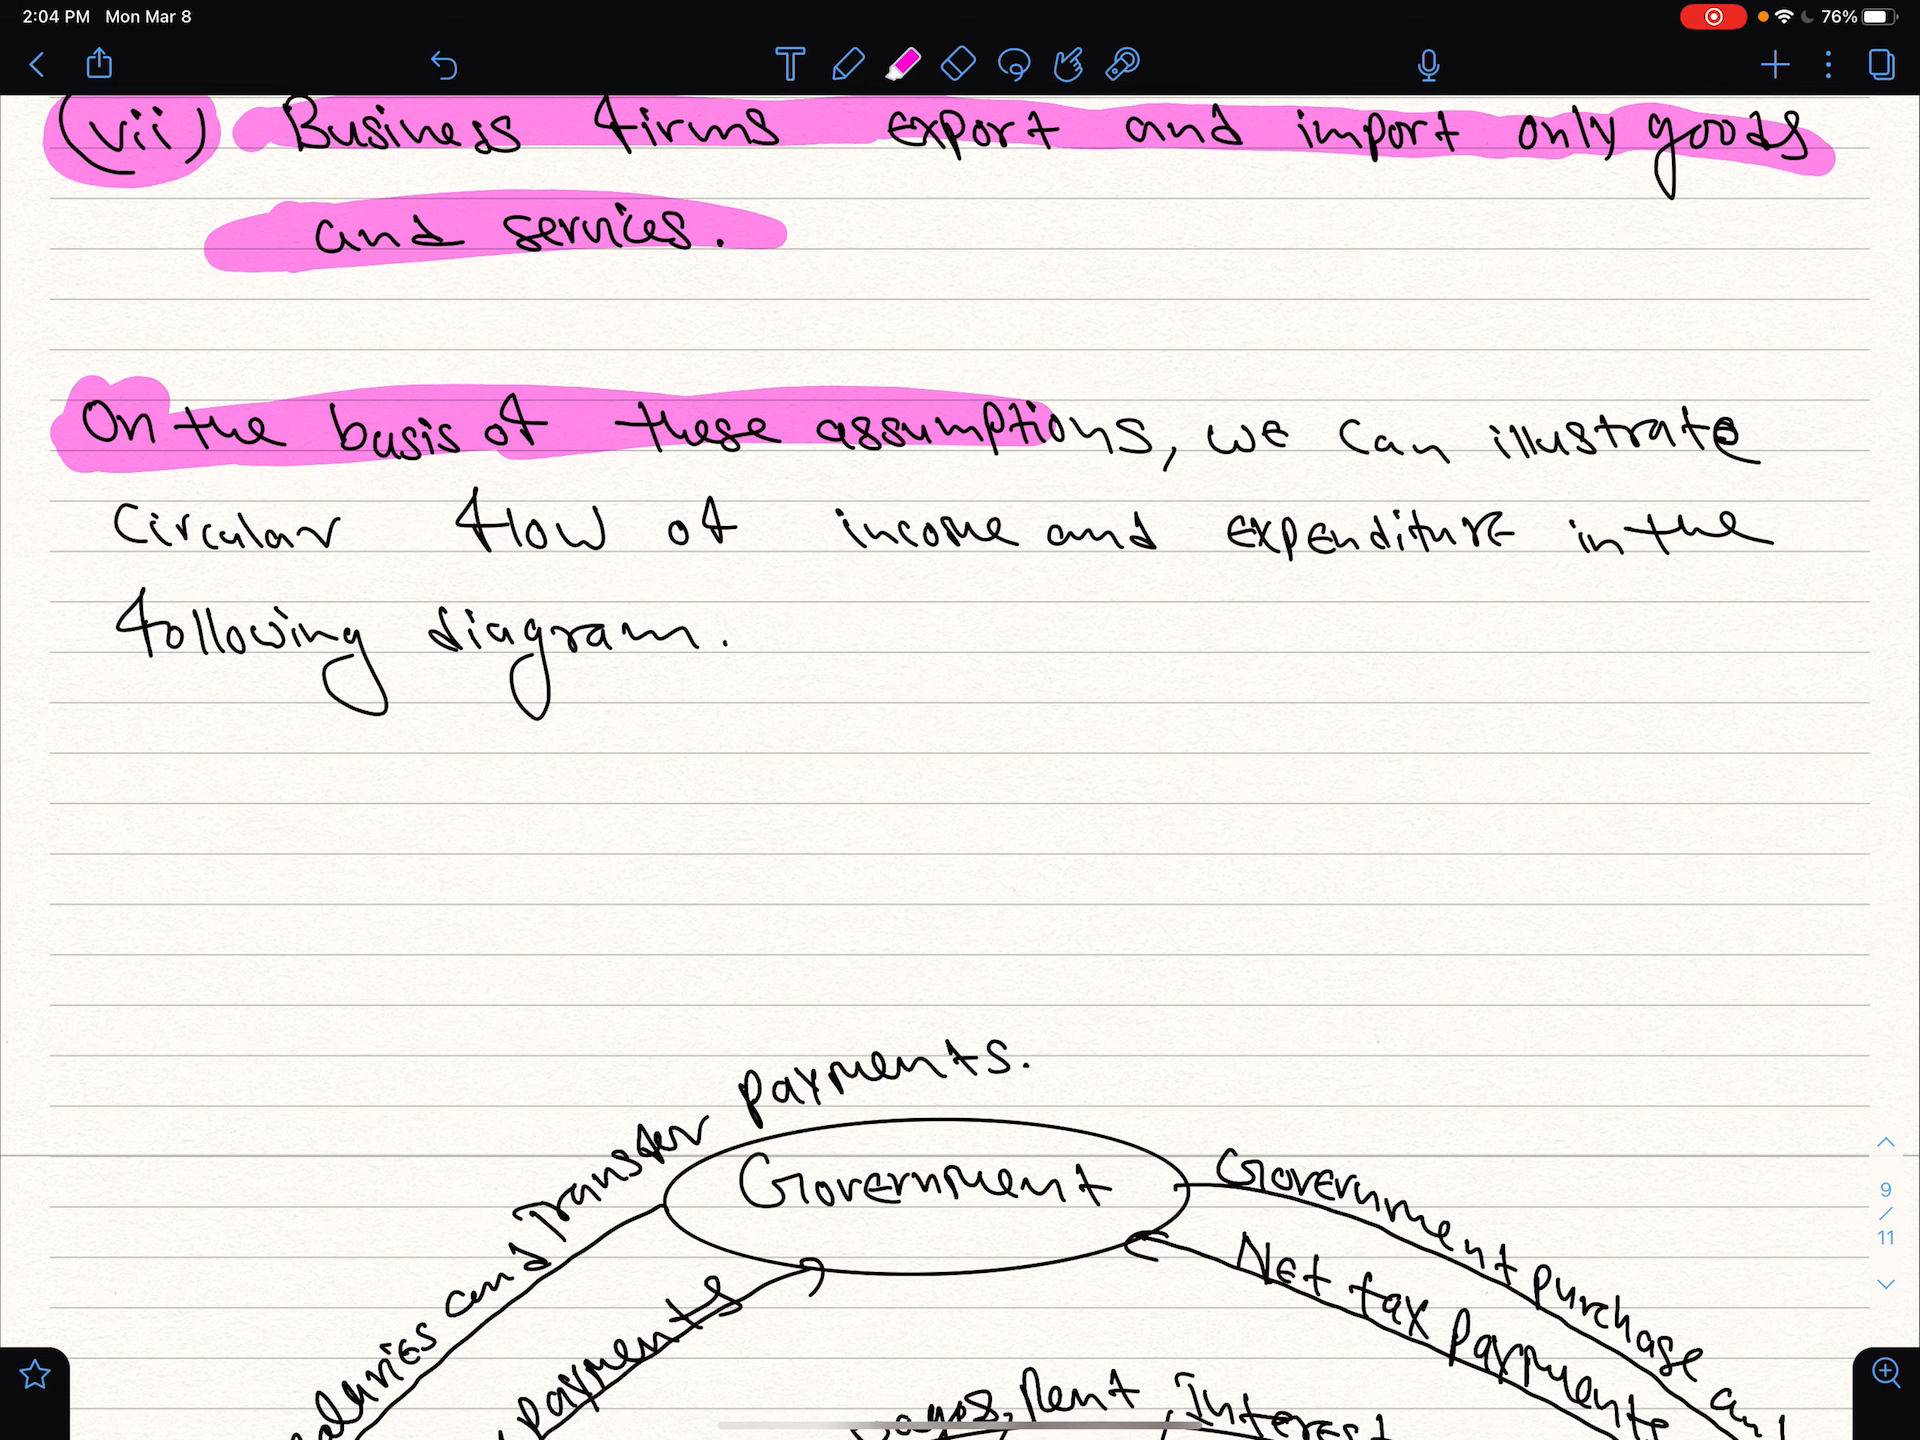 2:04 PM Mon Mar 8
76%
(vii) Business firms export and import only goods
and services.
On the basis of these assumptions, we can illustrate
circular flow of income and expenditure in the
following diagram.
Salaries and Transfer payments.
Government
Government purchase and
Net tax payments
payments
wages, Rent, Interest
9
/
11